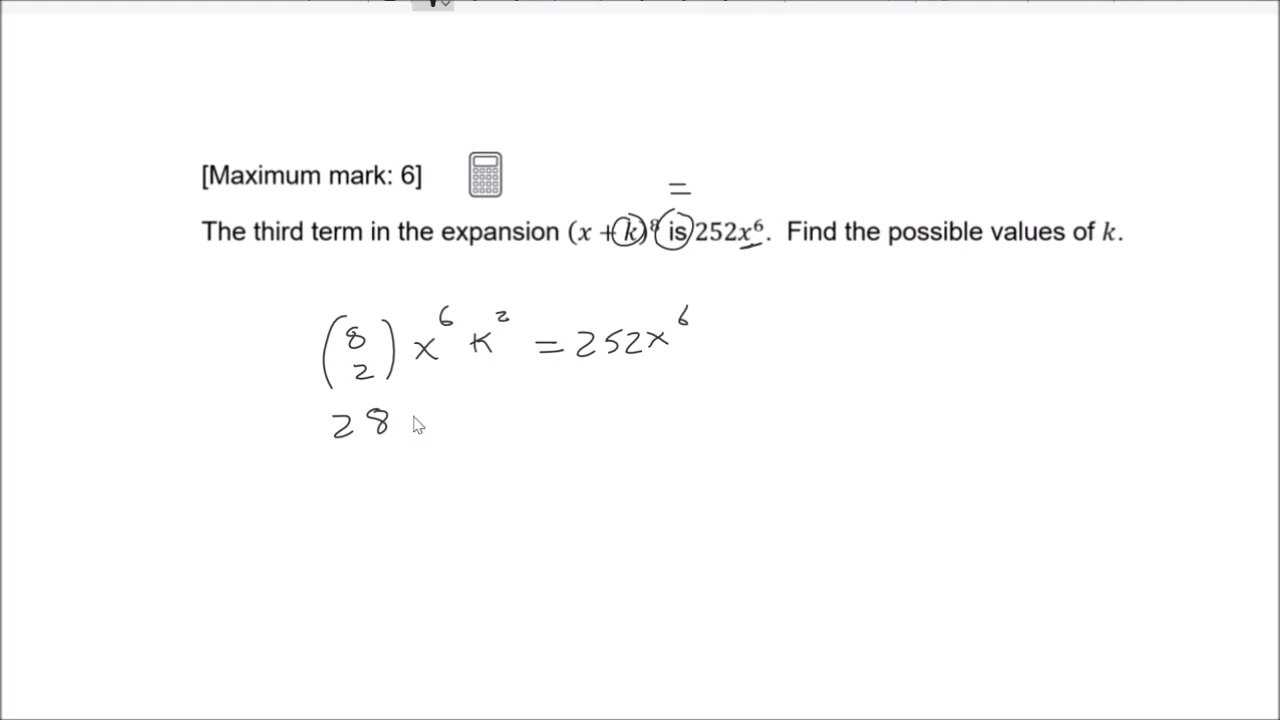 [Maximum mark: 6]
=
The third term in the expansion (x + k)⁸ is 252x⁶. Find the possible values of k.
(8 2) x⁶ k² = 252x⁶
28